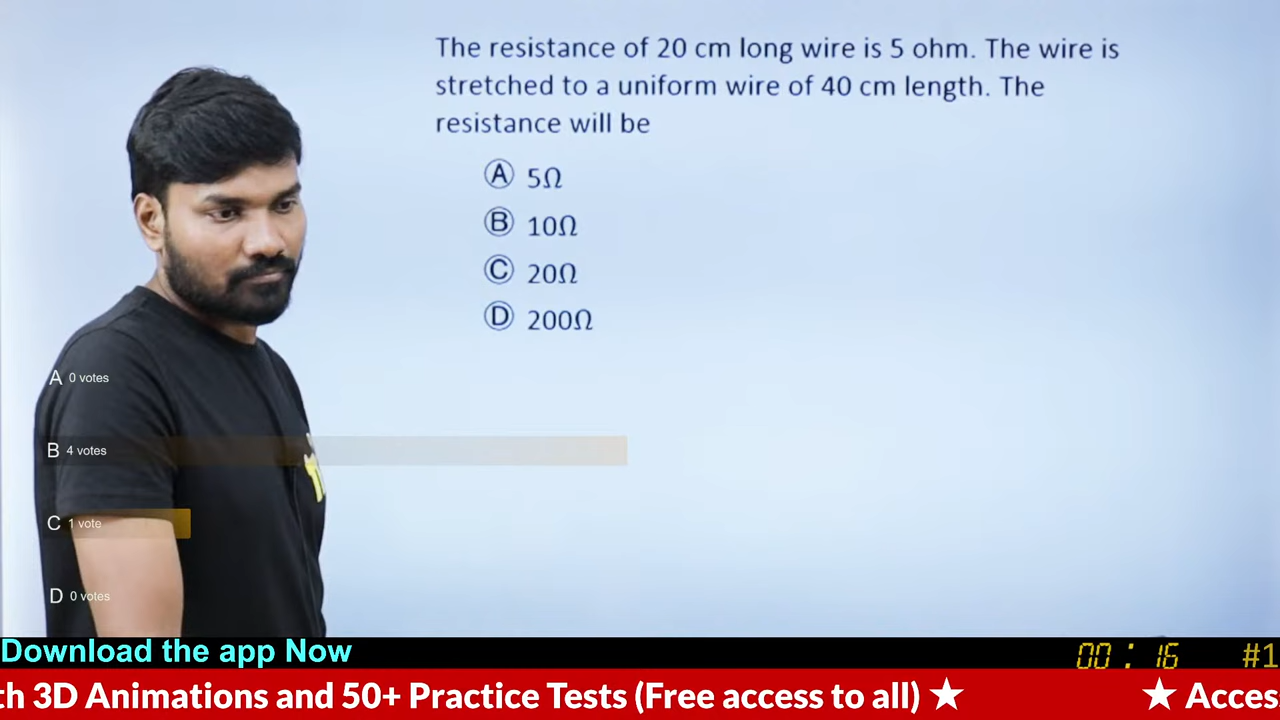 The resistance of 20 cm long wire is 5 ohm. The wire is
stretched to a uniform wire of 40 cm length. The
resistance will be
Ⓐ 5Ω
Ⓑ 10Ω
Ⓒ 20Ω
Ⓓ 200Ω
A 0 votes
B 4 votes
C 1 vote
D 0 votes
Download the app Now
00 : 16 #1
th 3D Animations and 50+ Practice Tests (Free access to all) ★ ★ Acces